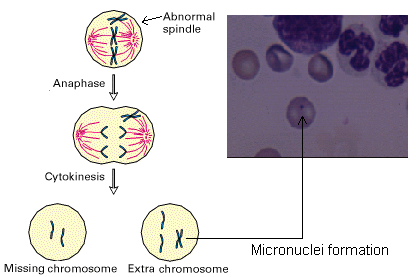 Abnormal
spindle
Anaphase
Cytokinesis
Missing chromosome
Extra chromosome
Micronuclei formation